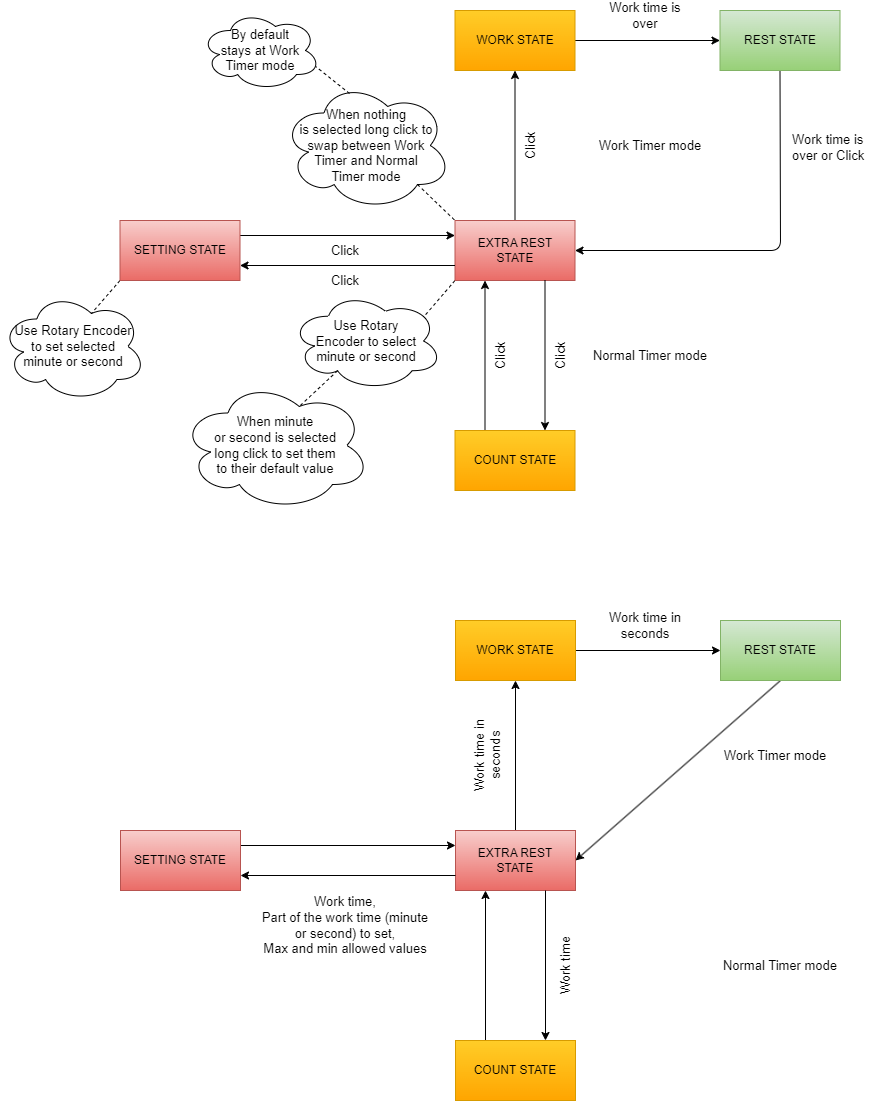 Work time is
over
By default
stays at Work
Timer mode
WORK STATE
REST STATE
When nothing
is selected long click to
swap between Work
Timer and Normal
Timer mode
Click
Work Timer mode
Work time is
over or Click
SETTING STATE
Click
Click
EXTRA REST
STATE
Use Rotary Encoder
to set selected
minute or second
Use Rotary
Encoder to select
minute or second
Click
Click
Normal Timer mode
When minute
or second is selected
long click to set them
to their default value
COUNT STATE
Work time in
seconds
WORK STATE
REST STATE
Work time in
seconds
Work Timer mode
SETTING STATE
EXTRA REST
STATE
Work time,
Part of the work time (minute
or second) to set,
Max and min allowed values
Work time
Normal Timer mode
COUNT STATE